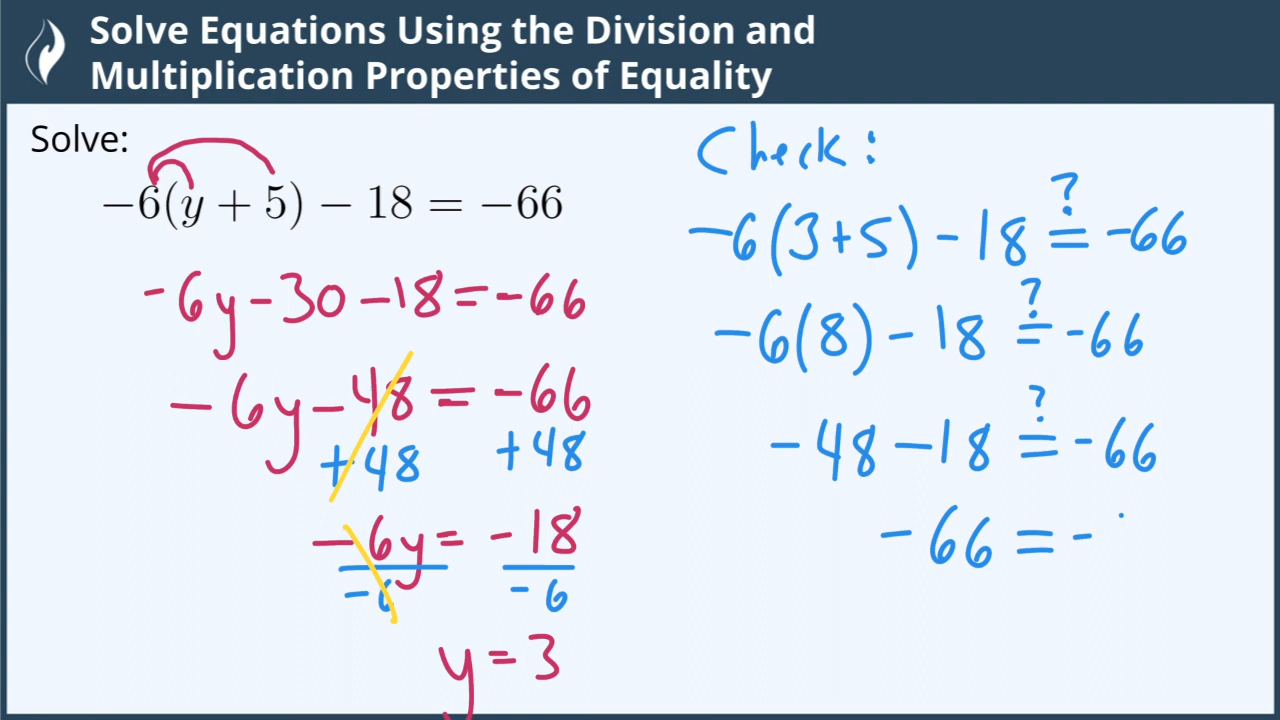 Solve Equations Using the Division and
Multiplication Properties of Equality
Solve:
−6(y + 5) − 18 = −66
-6y - 30 - 18 = -66
-6y - 48 = -66
+48 +48
-6y = -18
-6 -6
y = 3
Check:
-6(3+5) - 18 ?= -66
-6(8) - 18 ?= -66
-48 - 18 ?= -66
-66 = -